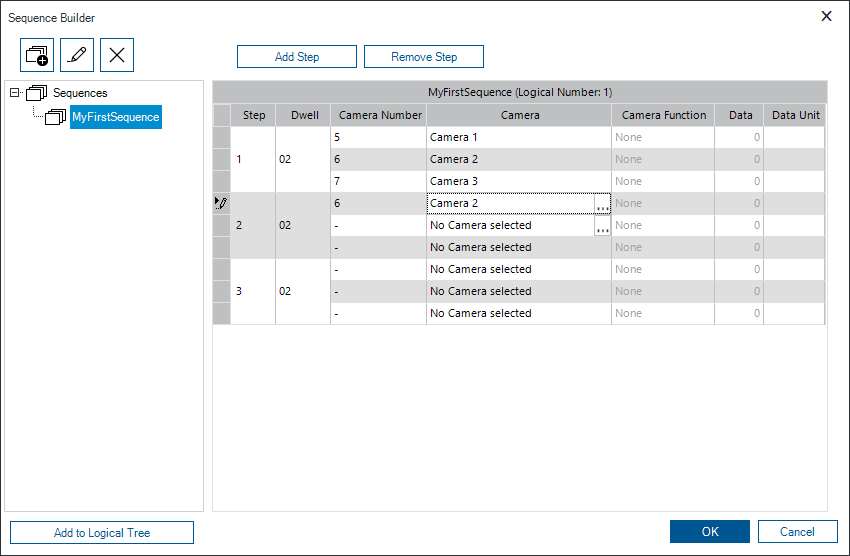 Sequence Builder
Add Step Remove Step
Sequences
MyFirstSequence
MyFirstSequence (Logical Number: 1)
Step Dwell Camera Number Camera Camera Function Data Data Unit
5 Camera 1 None 0
1 02 6 Camera 2 None 0
7 Camera 3 None 0
6 Camera 2 ... None 0
2 02 - No Camera selected ... None 0
- No Camera selected None 0
- No Camera selected None 0
3 02 - No Camera selected None 0
- No Camera selected None 0
Add to Logical Tree
OK Cancel